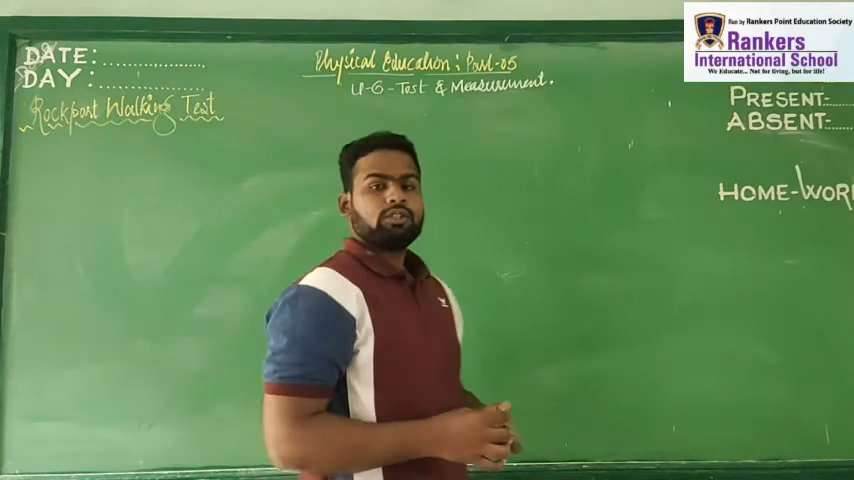 Run by Rankers Point Education Society
Rankers
International School
"We Educate... Not for living, but for life!"
DATE:..............
DAY:..............
Physical Education: Part-05
U-6-Test & Measurement.
Rockport Walking Test
PRESENT:
ABSENT:
HOME-WOR